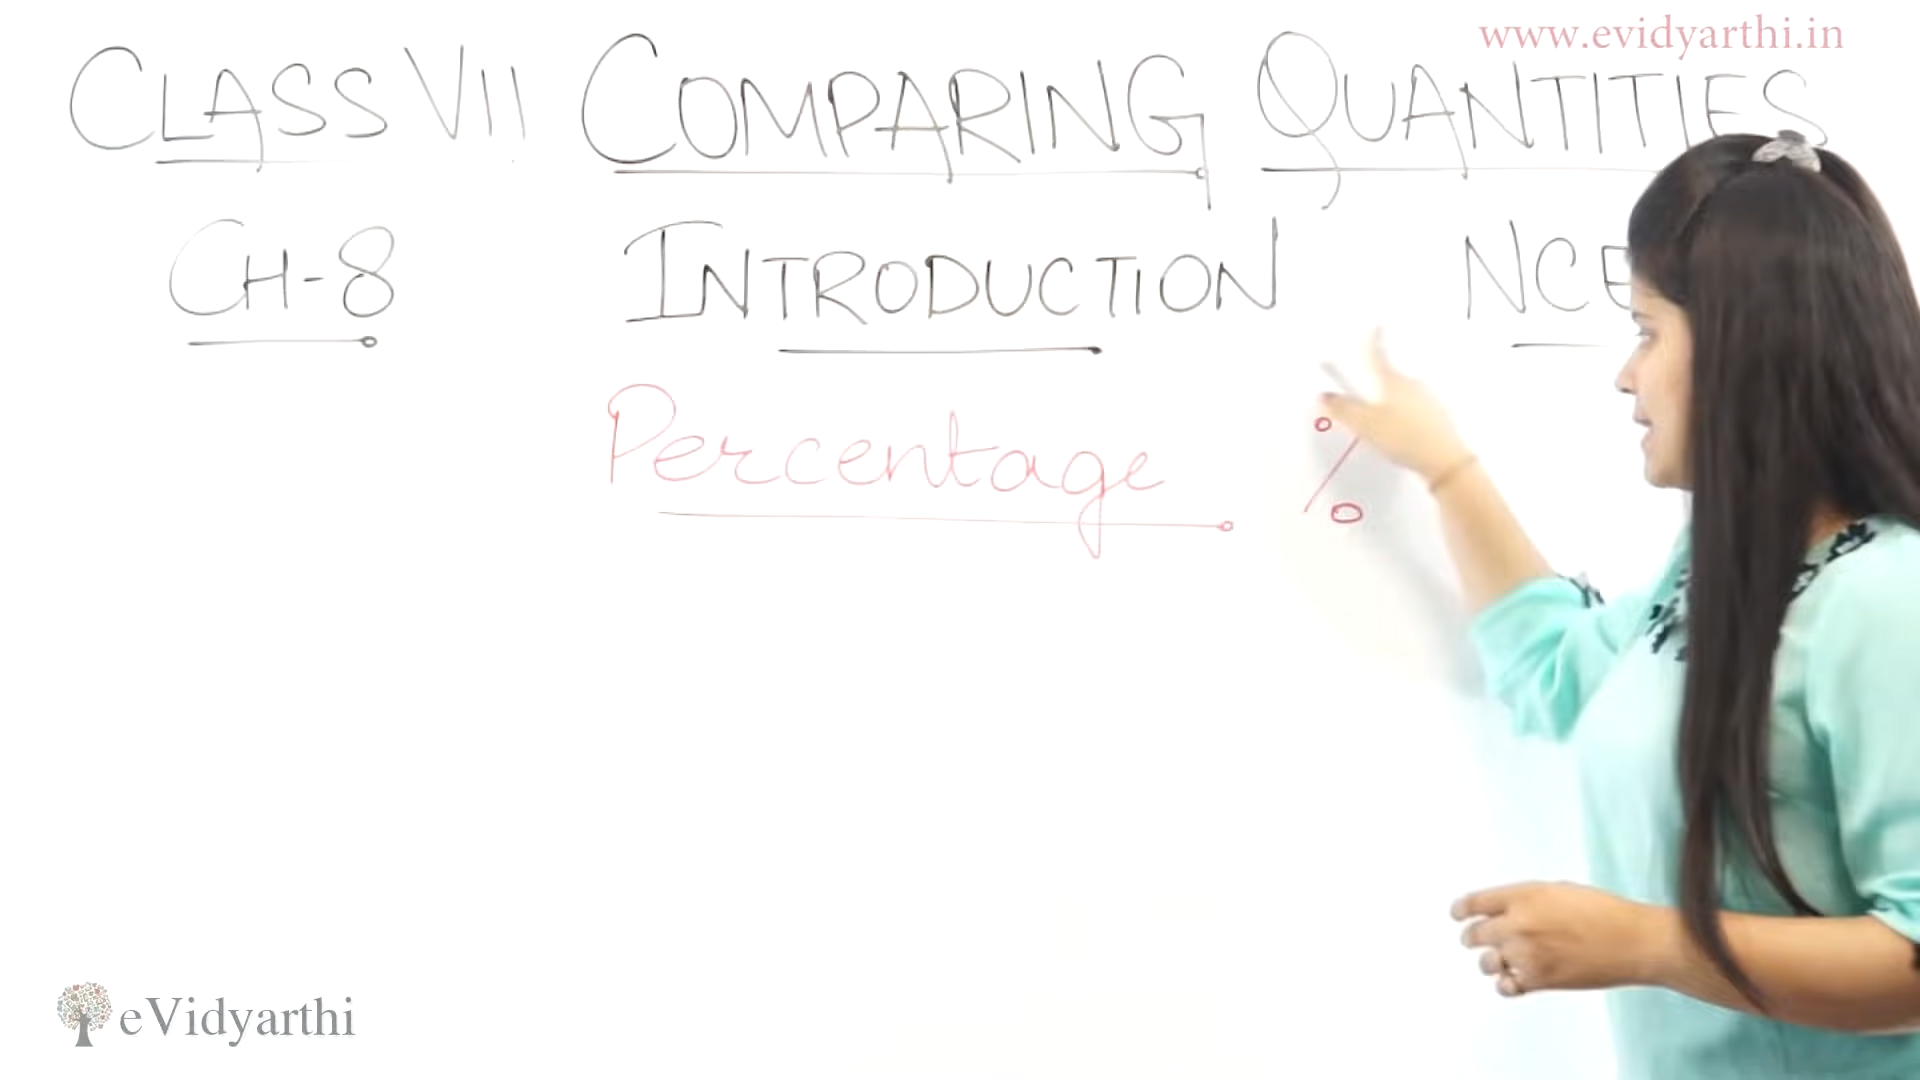 www.evidyarthi.in
CLASS VII COMPARING QUANTITIES
CH-8 INTRODUCTION
Percentage %
eVidyarthi